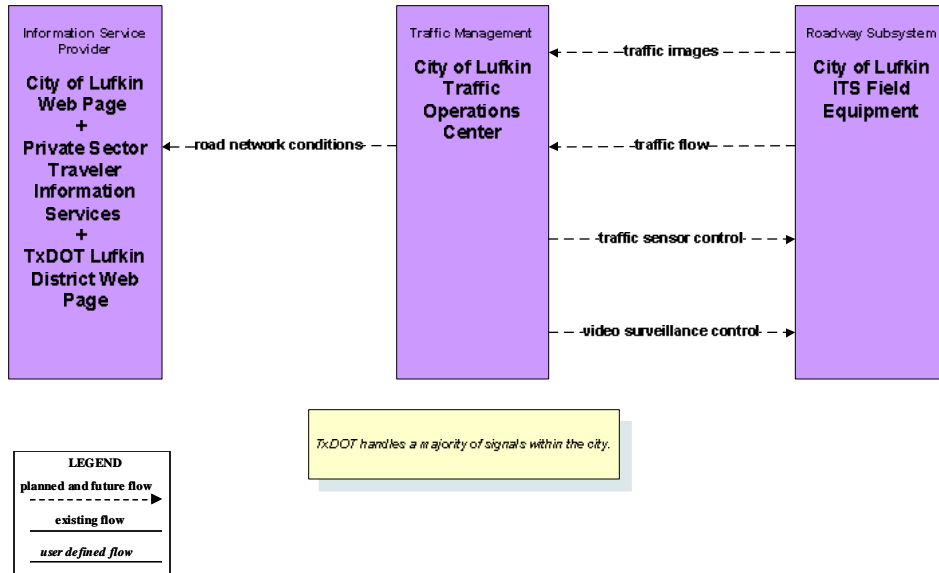 Information Service
Provider
City of Lufkin
Web Page
+
Private Sector
Traveler
Information
Services
+
TxDOT Lufkin
District Web
Page
road network conditions
Traffic Management
City of Lufkin
Traffic
Operations
Center
traffic images
traffic flow
traffic sensor control
video surveillance control
Roadway Subsystem
City of Lufkin
ITS Field
Equipment
TxDOT handles a majority of signals within the city.
LEGEND
planned and future flow
existing flow
user defined flow